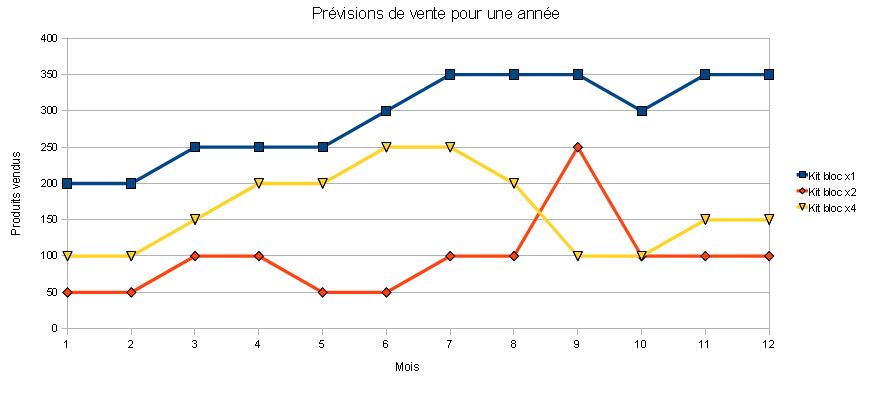 Prévisions de vente pour une année
400
350
300
250
200
150
100
50
0
1 2 3 4 5 6 7 8 9 10 11 12
Mois
Produits vendus
Kit bloc x1
Kit bloc x2
Kit bloc x4